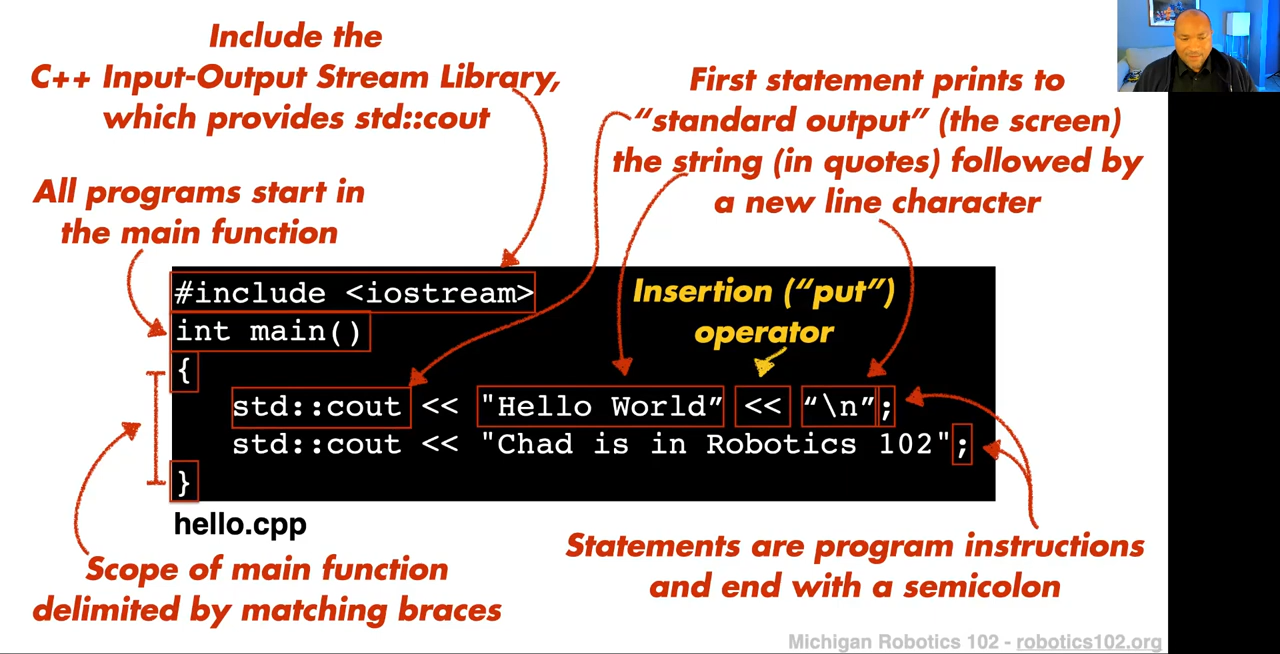 Include the
C++ Input-Output Stream Library,
which provides std::cout
First statement prints to
“standard output” (the screen)
the string (in quotes) followed by
a new line character
All programs start in
the main function
Insertion (“put”)
operator
#include <iostream>
int main()
{
std::cout << "Hello World” << “\n”;
std::cout << "Chad is in Robotics 102";
}
hello.cpp
Scope of main function
delimited by matching braces
Statements are program instructions
and end with a semicolon
Michigan Robotics 102 - robotics102.org